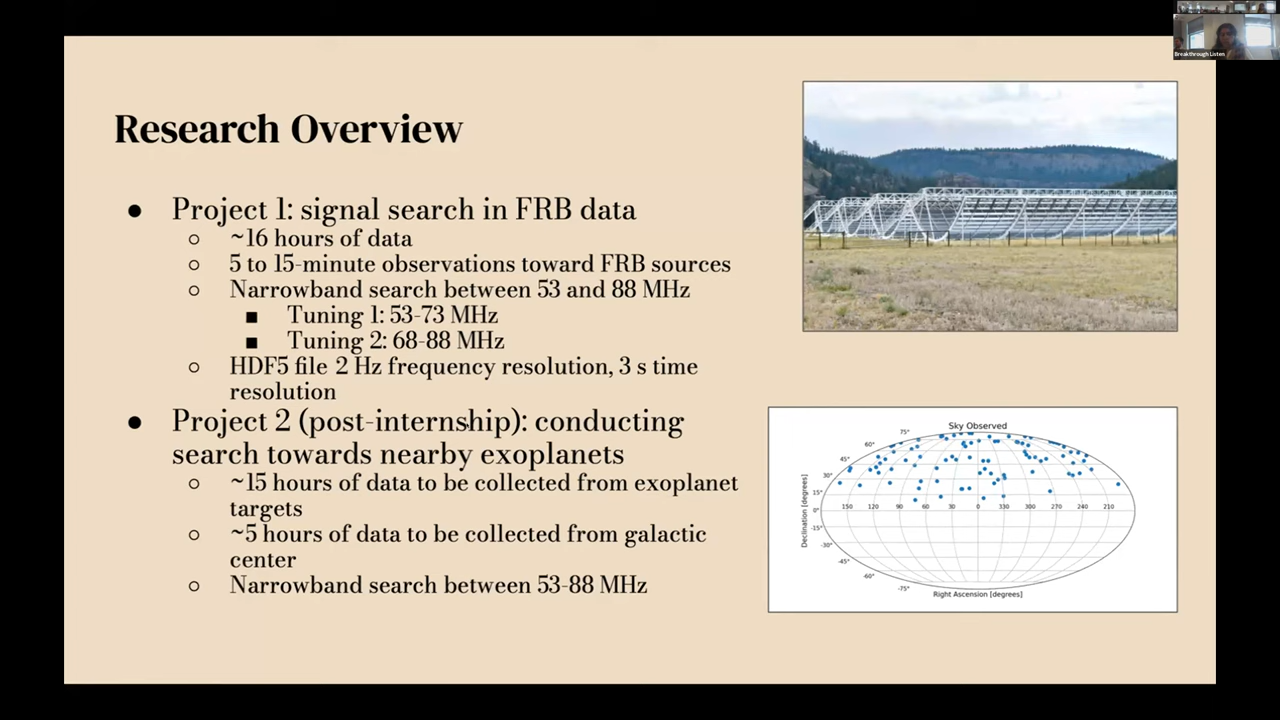 Breakthrough Listen
Research Overview
● Project 1: signal search in FRB data
○ ~16 hours of data
○ 5 to 15-minute observations toward FRB sources
○ Narrowband search between 53 and 88 MHz
■ Tuning 1: 53-73 MHz
■ Tuning 2: 68-88 MHz
○ HDF5 file 2 Hz frequency resolution, 3 s time
resolution
● Project 2 (post-internship): conducting
search towards nearby exoplanets
○ ~15 hours of data to be collected from exoplanet
targets
○ ~5 hours of data to be collected from galactic
center
○ Narrowband search between 53-88 MHz
Sky Observed
75°
60°
45°
30°
15°
0°
-15°
-30°
-45°
-60°
-75°
150 120 90 60 30 0 330 300 270 240 210
Declination [degrees]
Right Ascension [degrees]